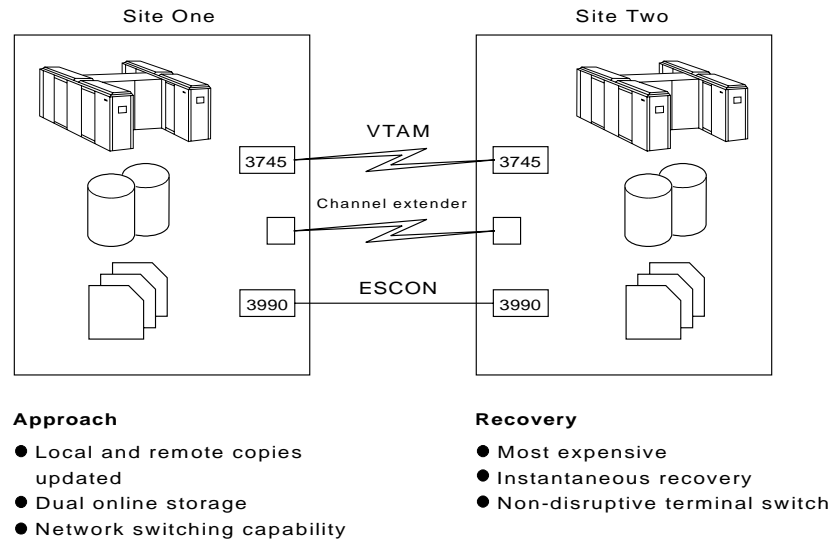 Site One
Site Two
VTAM
3745
3745
Channel extender
ESCON
3990
3990
Approach
● Local and remote copies
updated
● Dual online storage
● Network switching capability
Recovery
● Most expensive
● Instantaneous recovery
● Non-disruptive terminal switch